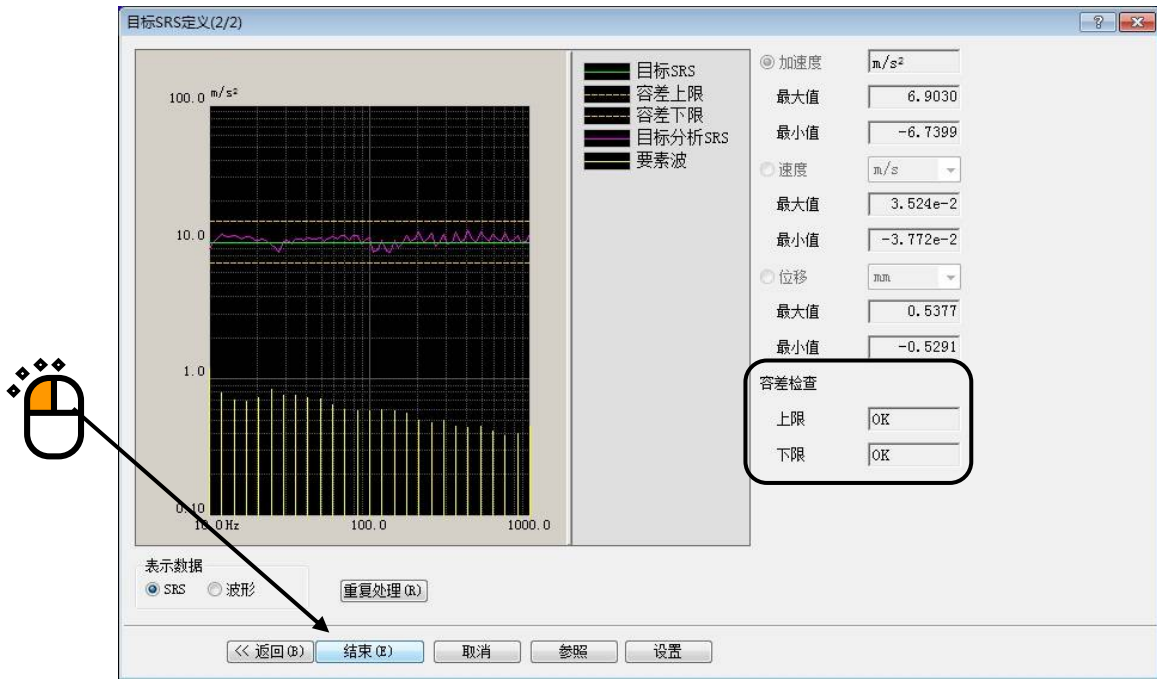 目标SRS定义(2/2)
100.0 m/s²
10.0
1.0
0.10
10.0Hz
100.0
1000.0
目标SRS
容差上限
容差下限
目标分析SRS
要素波
加速度 m/s²
最大值 6.9030
最小值 -6.7399
速度 m/s
最大值 3.524e-2
最小值 -3.772e-2
位移 mm
最大值 0.5377
最小值 -0.5291
容差检查
上限 OK
下限 OK
表示数据
SRS 波形
重复处理(R)
<< 返回(B) 结束(E) 取消 参照 设置